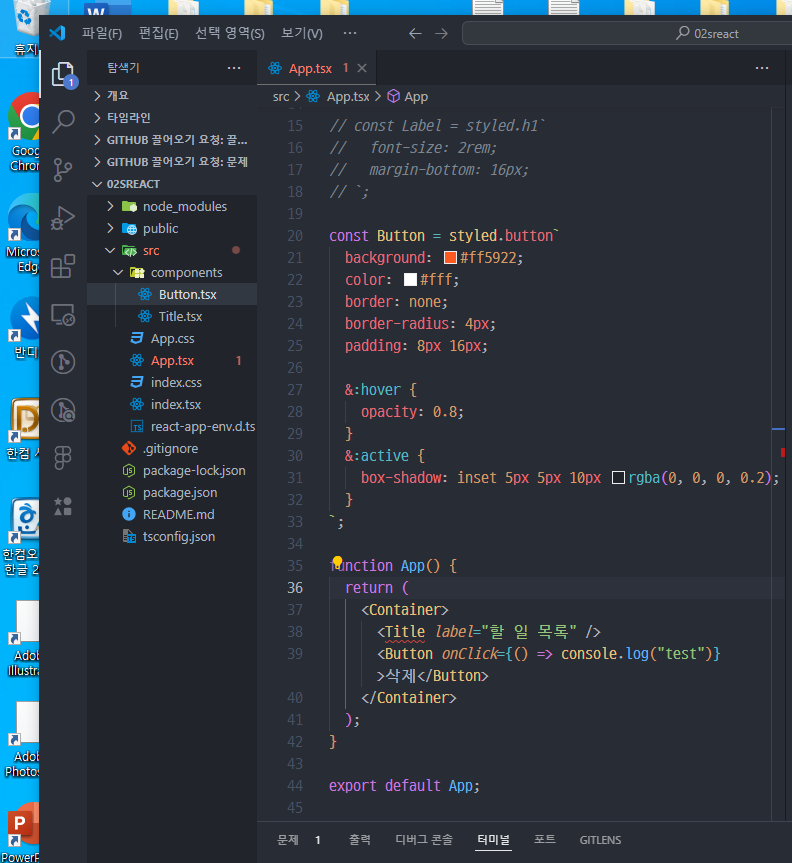 휴지
파일(F) 편집(E) 선택 영역(S) 보기(V) ··· ← → 02sreact
탐색기 ···
App.tsx 1 ×
···
src > App.tsx > App
1
개요
타임라인
GITHUB 끌어오기 요청: 끌...
GITHUB 끌어오기 요청: 문제
02SREACT
node_modules
public
src
components
Button.tsx
Title.tsx
App.css
App.tsx 1
index.css
index.tsx
react-app-env.d.ts
.gitignore
package-lock.json
package.json
README.md
tsconfig.json
Goog
Chron
Micros
Edg
반디
한컴 
한컴오
한글 2
Adob
Illustra
Adob
Photos
PowerP
15 // const Label = styled.h1`
16 //   font-size: 2rem;
17 //   margin-bottom: 16px;
18 // `;
19
20 const Button = styled.button`
21   background: #ff5922;
22   color: #fff;
23   border: none;
24   border-radius: 4px;
25   padding: 8px 16px;
26
27   &:hover {
28     opacity: 0.8;
29   }
30   &:active {
31     box-shadow: inset 5px 5px 10px rgba(0, 0, 0, 0.2);
32   }
33 `;
34
35 function App() {
36   return (
37     <Container>
38       <Title label="할 일 목록" />
39       <Button onClick={() => console.log("test")}
      >삭제</Button>
40     </Container>
41   );
42 }
43
44 export default App;
45
문제 1 출력 디버그 콘솔 터미널 포트 GITLENS